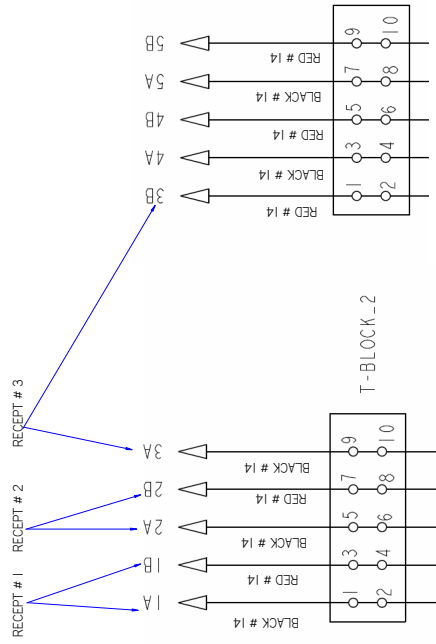 RECEPT # 3
RECEPT # 2
RECEPT # 1
5B
RED # 14
9 10
5A
BLACK # 14
7 8
4B
RED # 14
5 6
4A
BLACK # 14
3 4
3B
RED # 14
1 2
T-BLOCK_2
3A
BLACK # 14
9 10
2B
RED # 14
7 8
2A
BLACK # 14
5 6
1B
RED # 14
3 4
1A
BLACK # 14
1 2